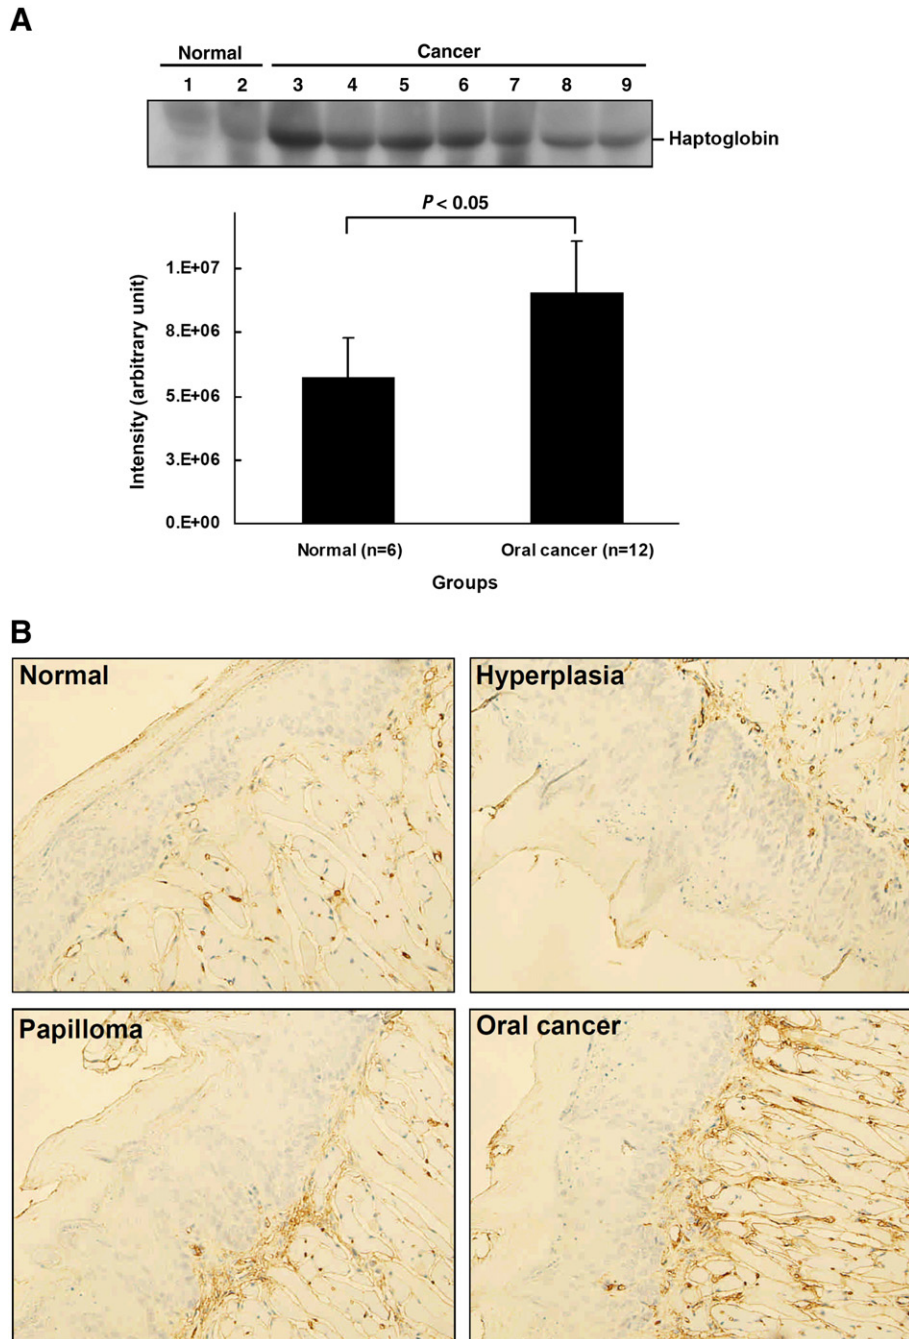 A
Normal Cancer
1 2 3 4 5 6 7 8 9
Haptoglobin
P < 0.05
Intensity (arbitrary unit)
1.E+07
8.E+06
5.E+06
3.E+06
0.E+00
Normal (n=6) Oral cancer (n=12)
Groups
B
Normal Hyperplasia
Papilloma Oral cancer